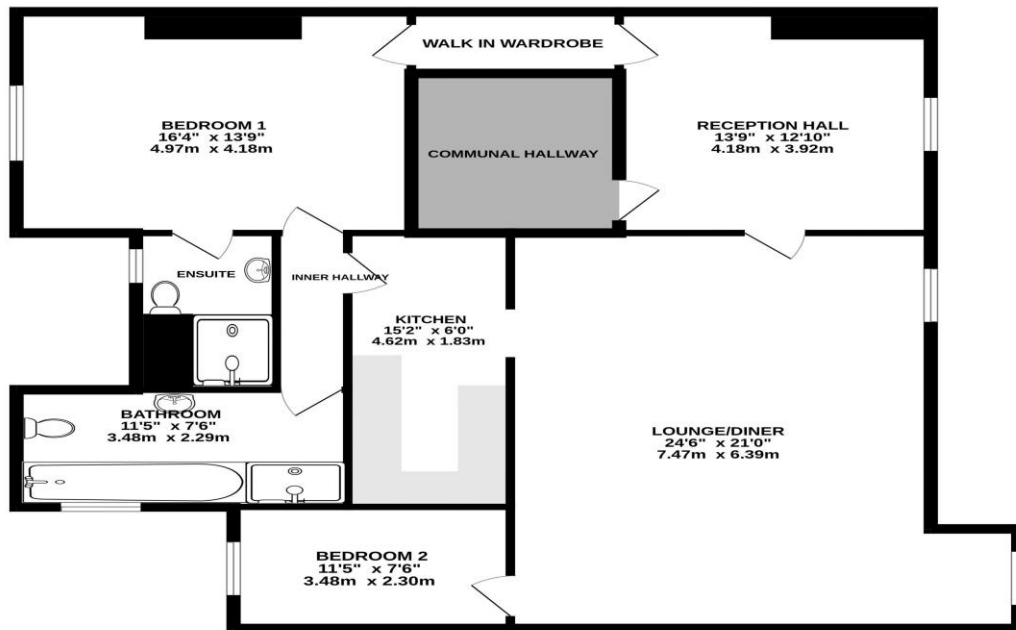 WALK IN WARDROBE
BEDROOM 1
16'4" x 13'9"
4.97m x 4.18m
RECEPTION HALL
13'9" x 12'10"
4.18m x 3.92m
COMMUNAL HALLWAY
ENSUITE
INNER HALLWAY
KITCHEN
15'2" x 6'0"
4.62m x 1.83m
BATHROOM
11'5" x 7'6"
3.48m x 2.29m
LOUNGE/DINER
24'6" x 21'0"
7.47m x 6.39m
BEDROOM 2
11'5" x 7'6"
3.48m x 2.30m